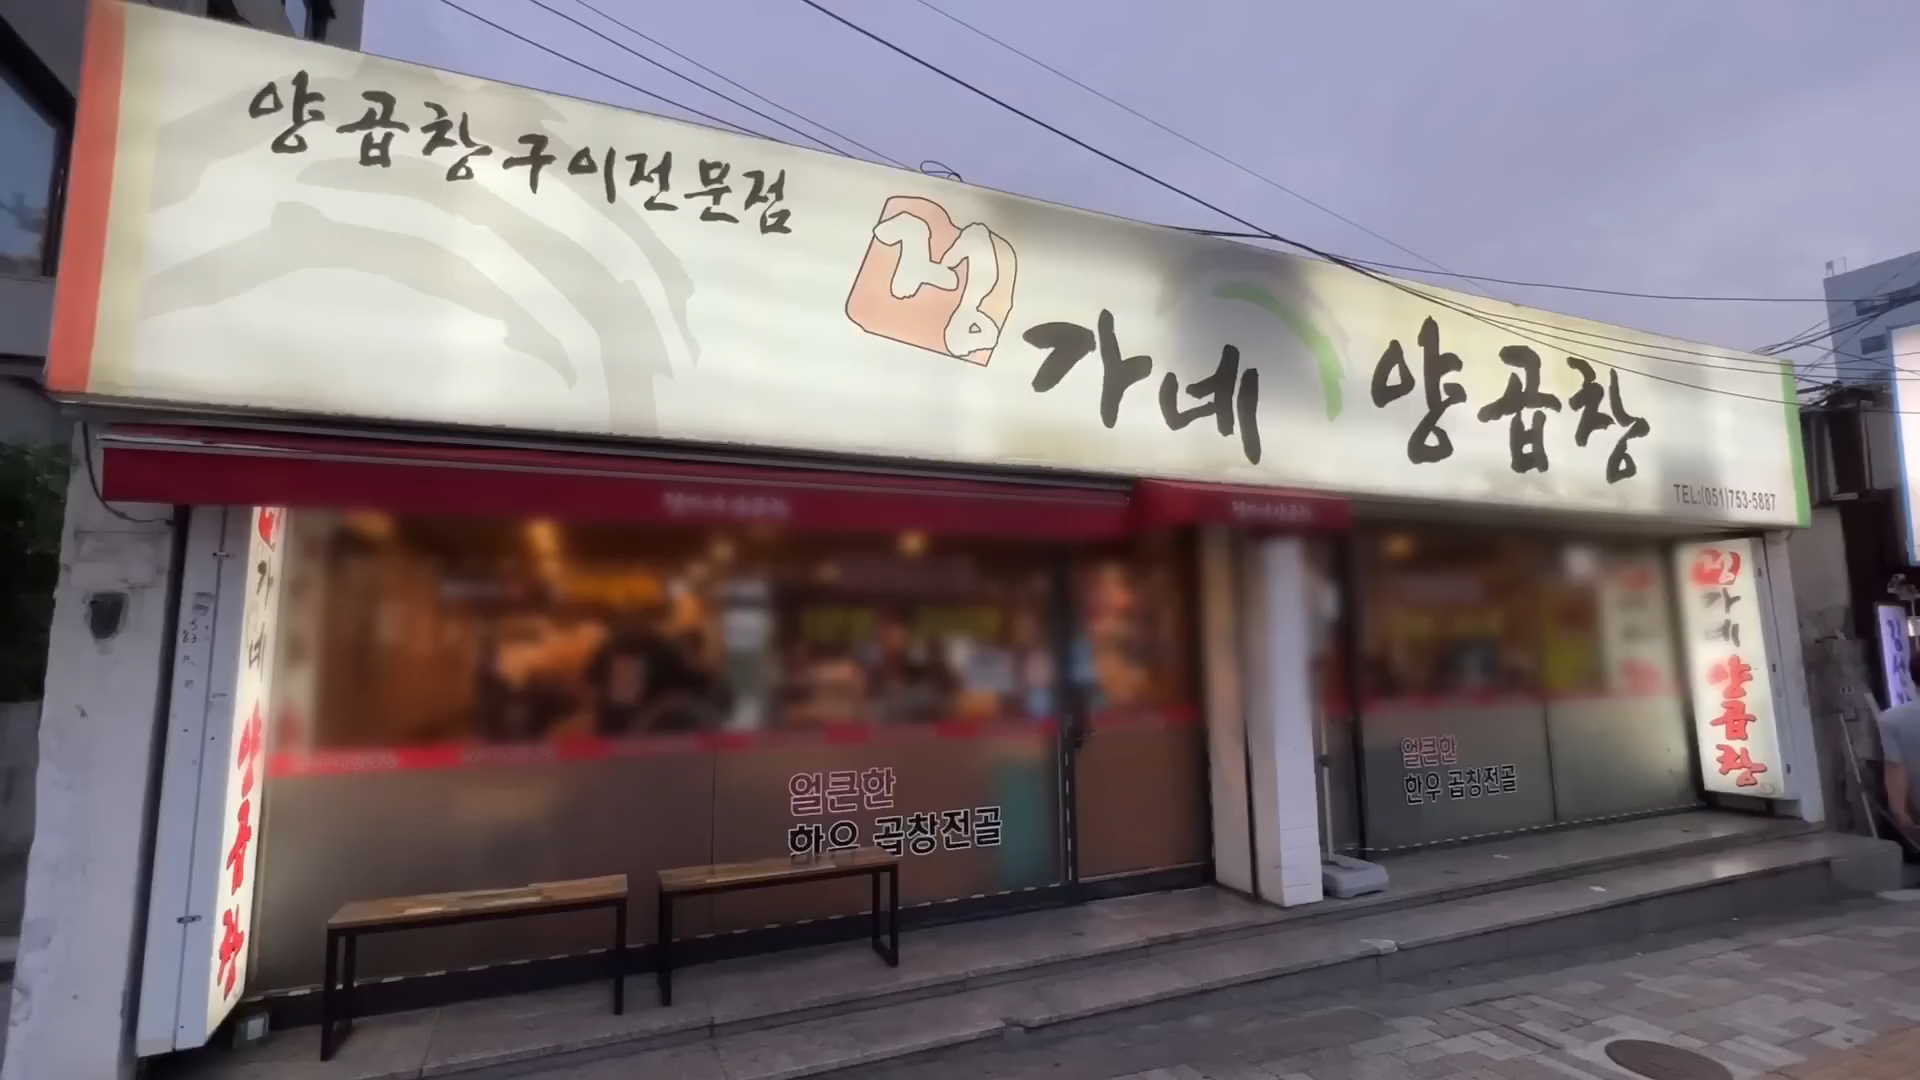 양곱창구이전문점
정가네 양곱창
TEL:(051)753-5887
얼큰한
한우 곱창전골
얼큰한
한우 곱창전골
가네 양곱창
정가네 양곱창